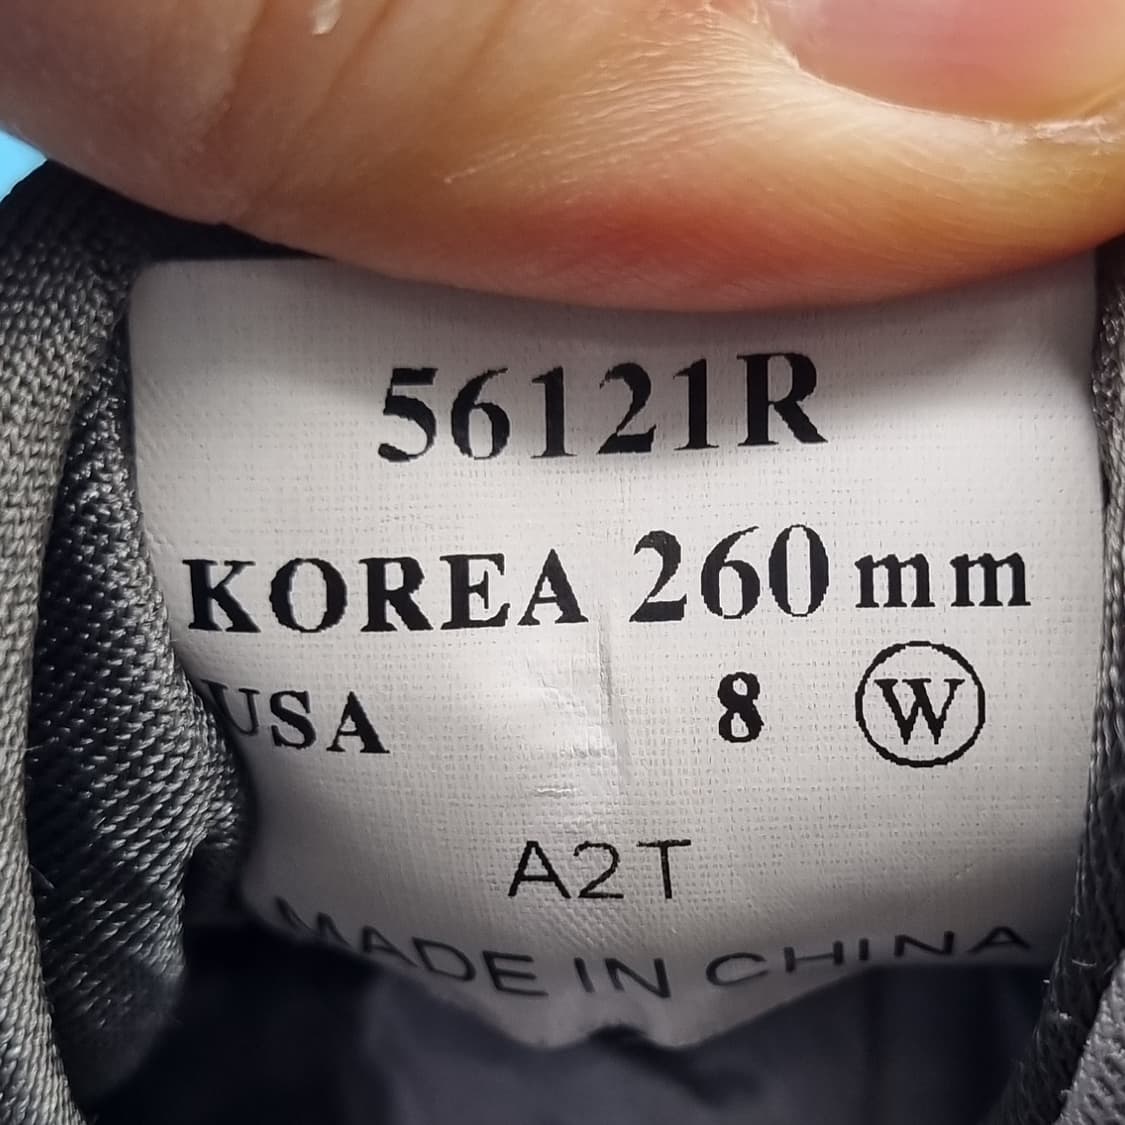 56121R
KOREA 260 mm
USA 8 W
A2T
MADE IN CHINA